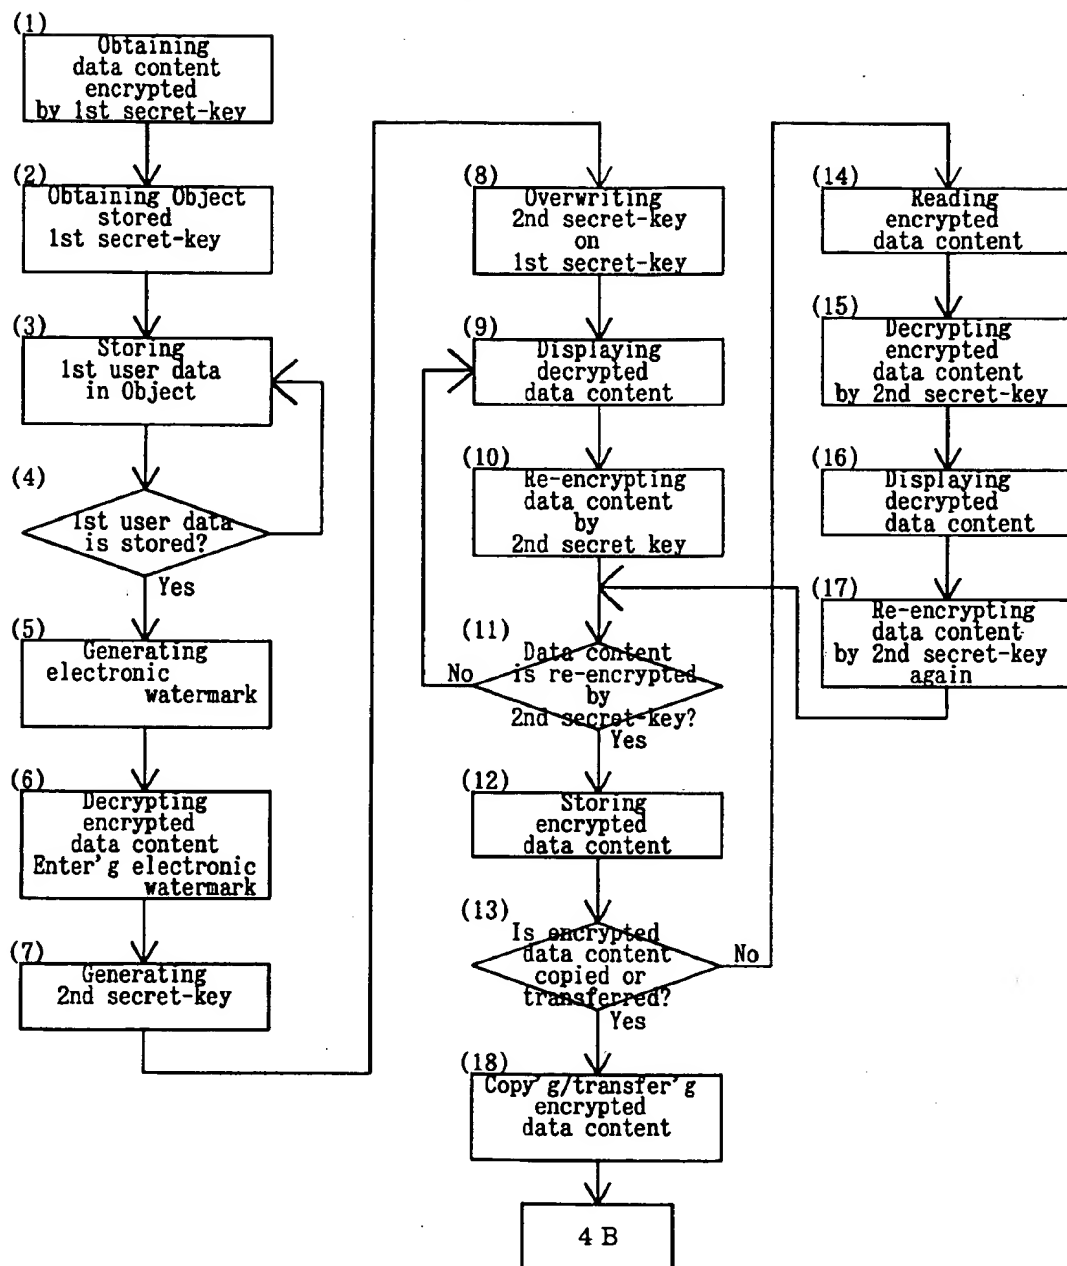 (1)
Obtaining
data content
encrypted
by 1st secret-key
(2)
Obtaining Object
stored
1st secret-key
(3)
Storing
1st user data
in Object
(4)
1st user data
is stored?
Yes
(5)
Generating
electronic
watermark
(6)
Decrypting
encrypted
data content
Enter'g electronic
watermark
(7)
Generating
2nd secret-key
(8)
Overwriting
2nd secret-key
on
1st secret-key
(9)
Displaying
decrypted
data content
(10)
Re-encrypting
data content
by
2nd secret key
(11)
Data content
is re-encrypted
by
2nd secret-key?
No
Yes
(12)
Storing
encrypted
data content
(13)
Is encrypted
data content
copied or
transferred?
No
Yes
(14)
Reading
encrypted
data content
(15)
Decrypting
encrypted
data content
by 2nd secret-key
(16)
Displaying
decrypted
data content
(17)
Re-encrypting
data content
by 2nd secret-key
again
(18)
Copy'g/transfer'g
encrypted
data content
4 B